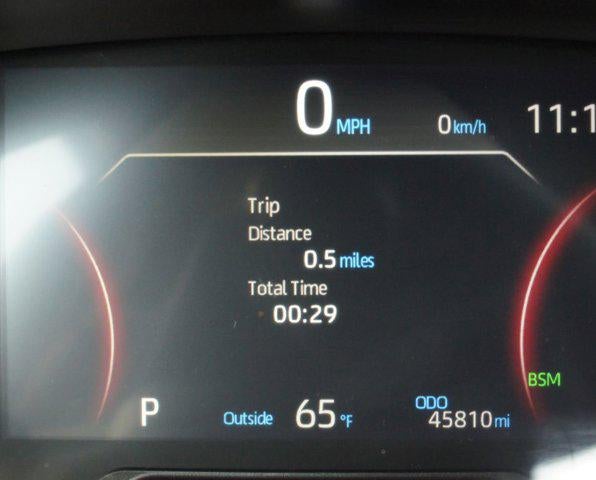 0 MPH 0 km/h 11:1
Trip
Distance
0.5 miles
Total Time
00:29
BSM
P Outside 65 °F ODO
45810 mi